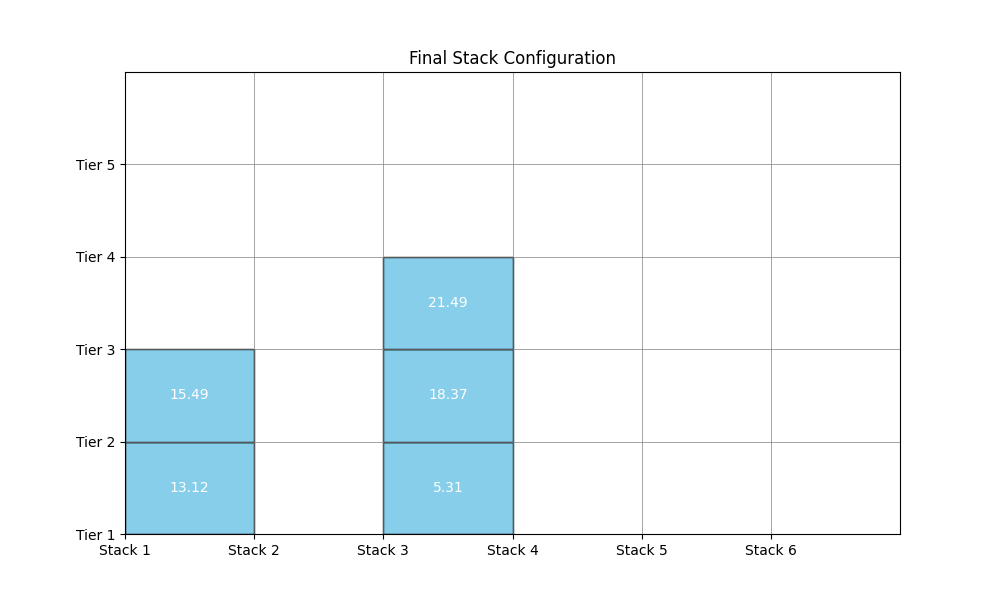 Final Stack Configuration
Tier 5
Tier 4
21.49
Tier 3
15.49 18.37
Tier 2
13.12 5.31
Tier 1
Stack 1 Stack 2 Stack 3 Stack 4 Stack 5 Stack 6